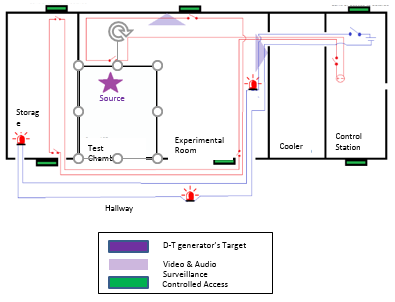 Source
Storag
e
Test
Chamb
Experimental
Room
Cooler
Control
Station
Hallway
D-T generator's Target
Video & Audio
Surveillance
Controlled Access